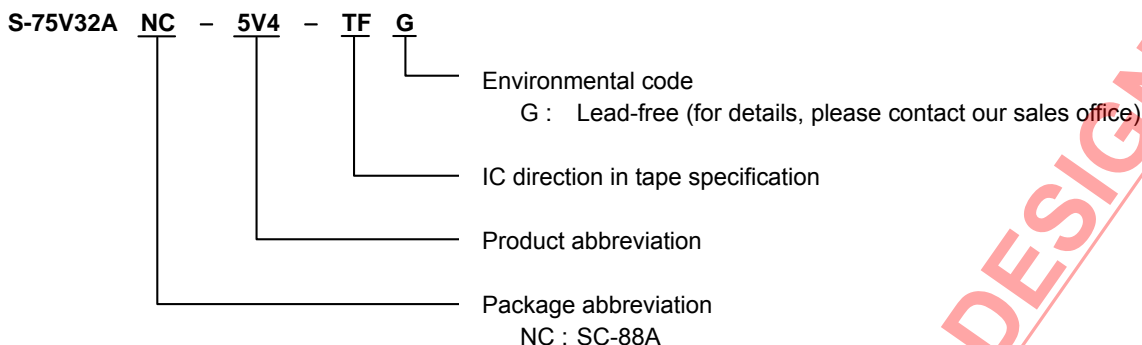 S-75V32A NC – 5V4 – TF G
Environmental code
G : Lead-free (for details, please contact our sales office)
IC direction in tape specification
Product abbreviation
Package abbreviation
NC : SC-88A
DESIGN